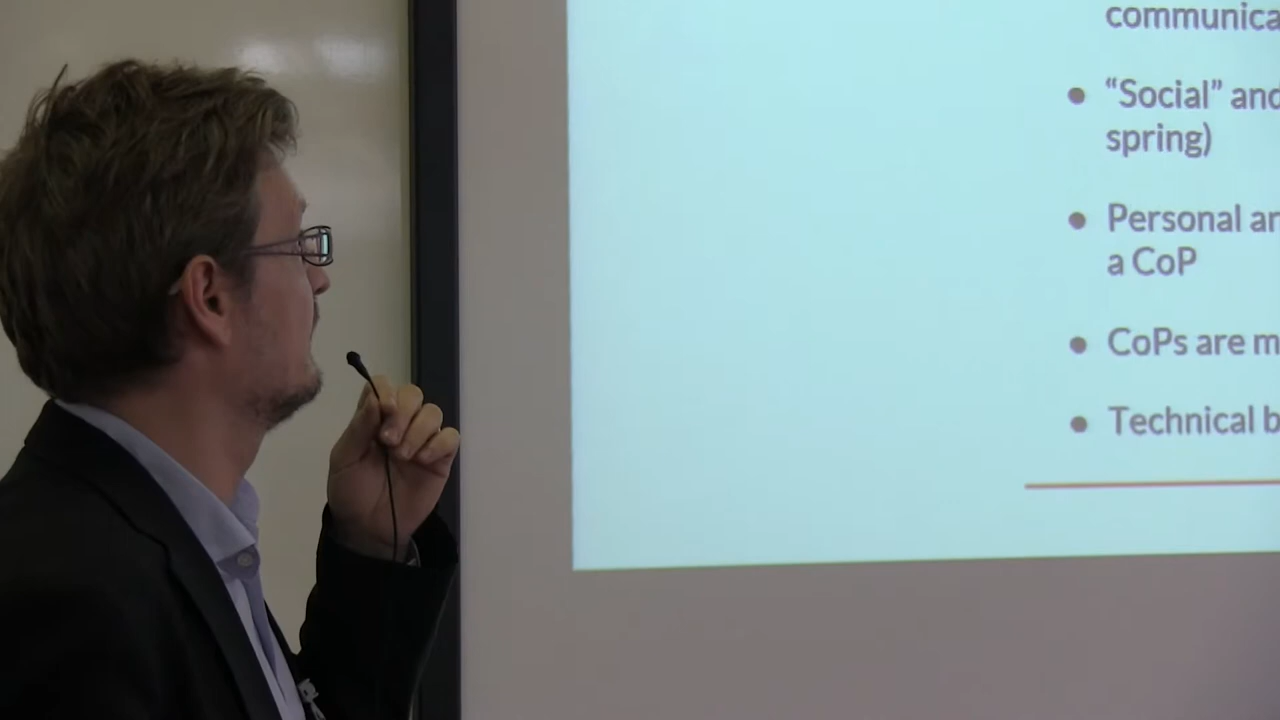 communica
“Social” and
spring)
Personal an
a CoP
CoPs are m
Technical b